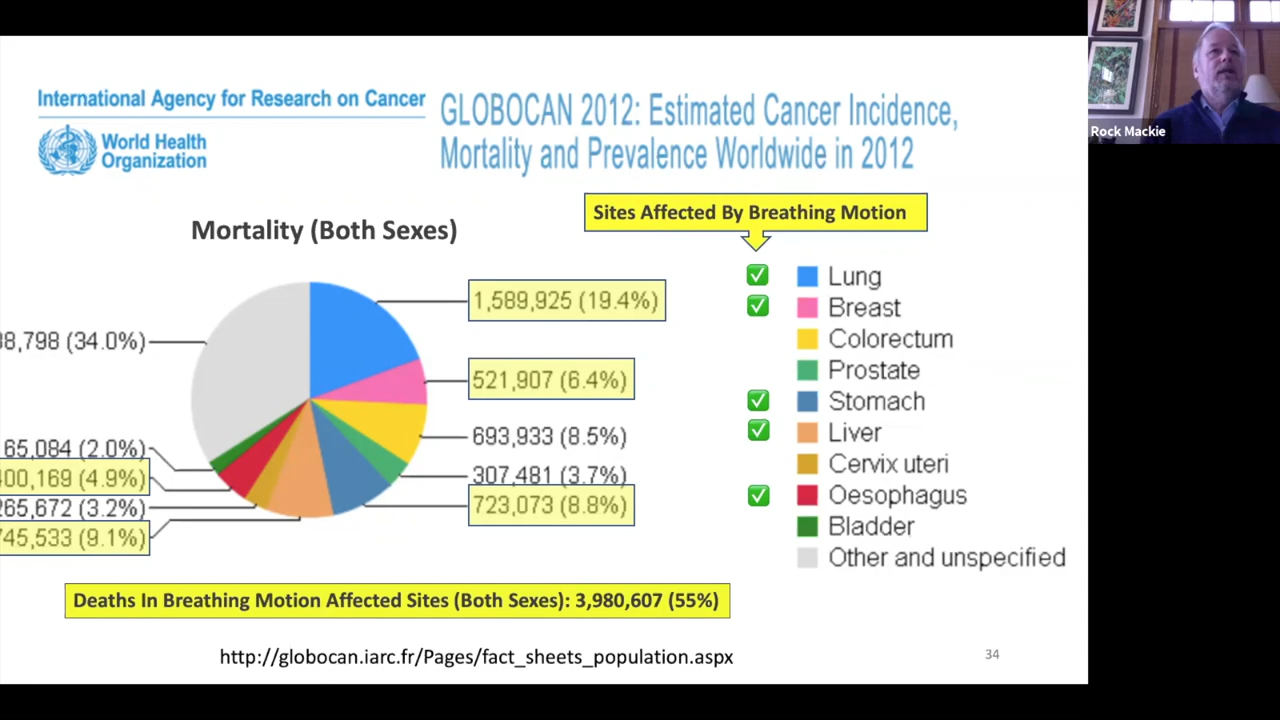 International Agency for Research on Cancer
World Health
Organization
GLOBOCAN 2012: Estimated Cancer Incidence,
Mortality and Prevalence Worldwide in 2012
Rock Mackie
Sites Affected By Breathing Motion
Mortality (Both Sexes)
1,589,925 (19.4%)
521,907 (6.4%)
693,933 (8.5%)
307,481 (3.7%)
723,073 (8.8%)
8,798 (34.0%)
65,084 (2.0%)
400,169 (4.9%)
265,672 (3.2%)
745,533 (9.1%)
Lung
Breast
Colorectum
Prostate
Stomach
Liver
Cervix uteri
Oesophagus
Bladder
Other and unspecified
Deaths In Breathing Motion Affected Sites (Both Sexes): 3,980,607 (55%)
http://globocan.iarc.fr/Pages/fact_sheets_population.aspx
34